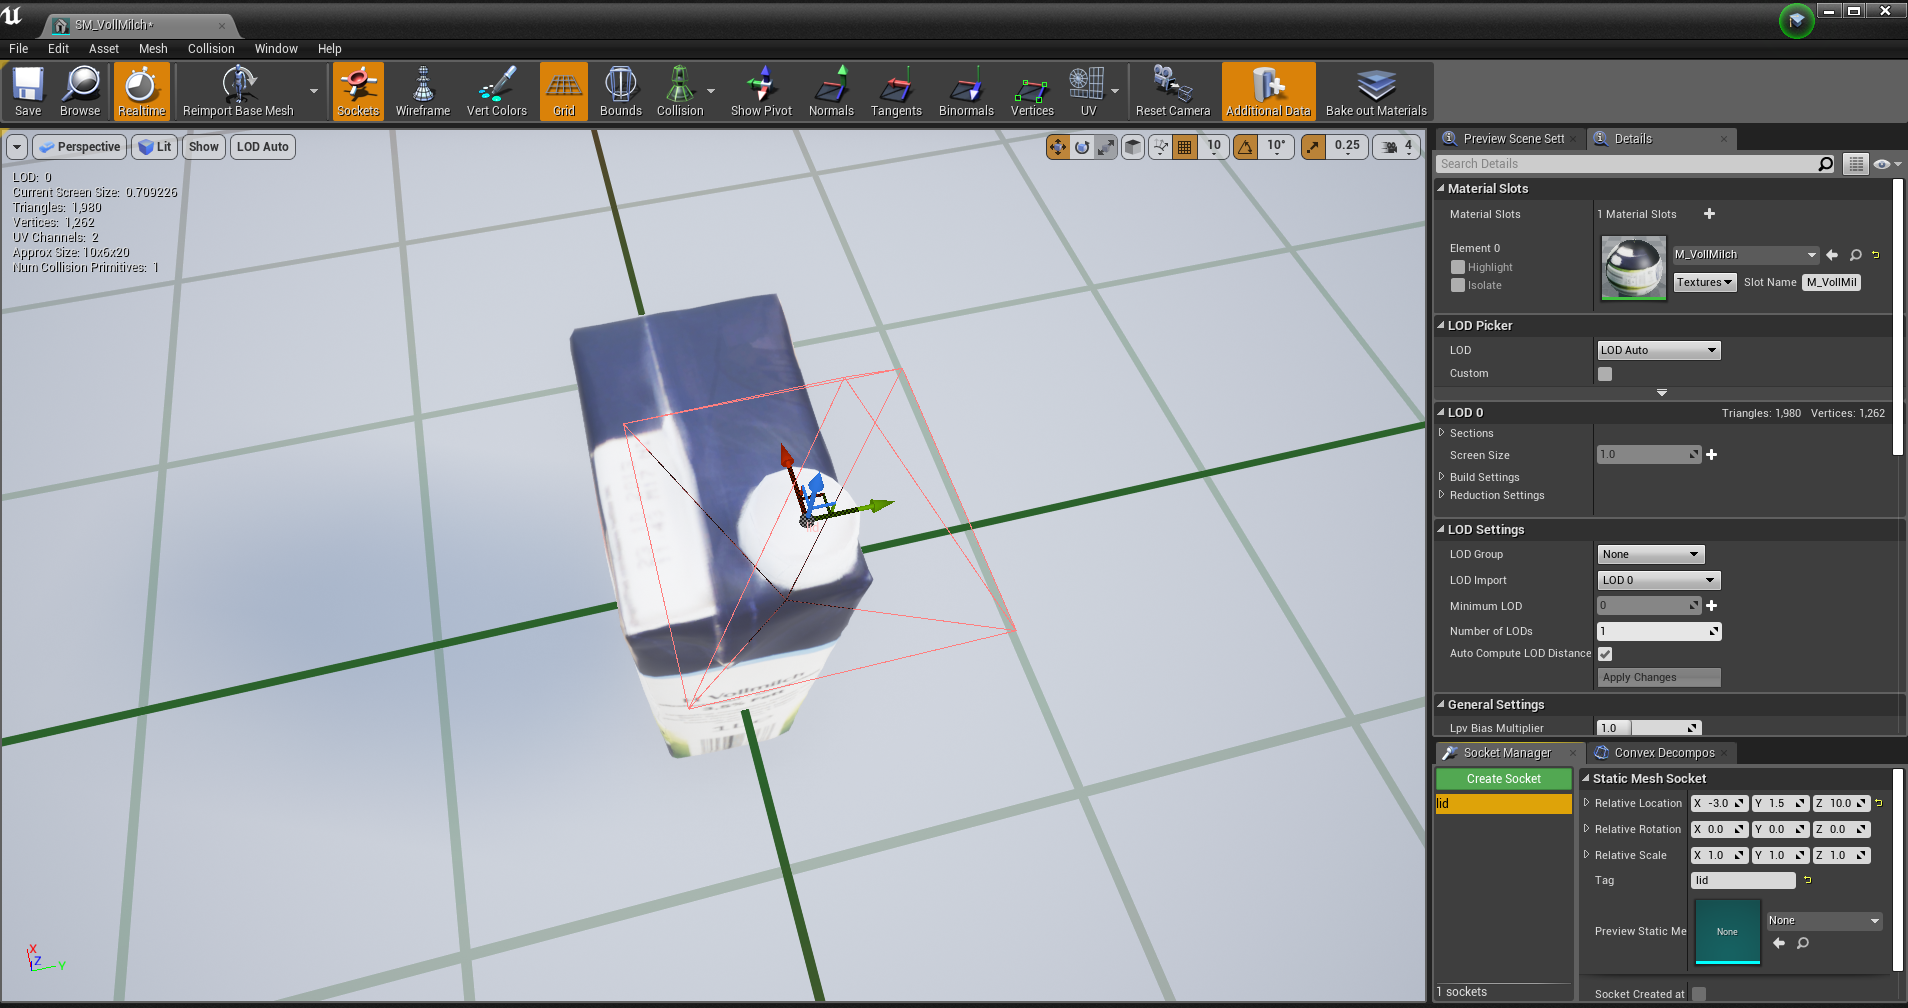 SM_VollMilch*
File Edit Asset Mesh Collision Window Help
Save Browse Realtime Reimport Base Mesh Sockets Wireframe Vert Colors Grid Bounds Collision Show Pivot Normals Tangents Binormals Vertices UV Reset Camera Additional Data Bake out Materials
Perspective Lit Show LOD Auto
10 10° 0.25 4
LOD: 0
Current Screen Size: 0.709226
Triangles: 1,980
Vertices: 1,262
UV Channels: 2
Approx Size: 10x6x20
Num Collision Primitives: 1
Vollmilch
3,8% Fett
X
Z
Y
Preview Scene Sett Details
Search Details
Material Slots
Material Slots 1 Material Slots
Element 0
Highlight
Isolate
M_VollMilch
Textures Slot Name M_VollMil
LOD Picker
LOD LOD Auto
Custom
LOD 0 Triangles: 1,980 Vertices: 1,262
Sections
Screen Size 1.0
Build Settings
Reduction Settings
LOD Settings
LOD Group None
LOD Import LOD 0
Minimum LOD 0
Number of LODs 1
Auto Compute LOD Distance
Apply Changes
General Settings
Lpv Bias Multiplier 1.0
Socket Manager Convex Decompos
Create Socket
lid
1 sockets
Static Mesh Socket
Relative Location X -3.0 Y 1.5 Z 10.0
Relative Rotation X 0.0 Y 0.0 Z 0.0
Relative Scale X 1.0 Y 1.0 Z 1.0
Tag lid
Preview Static Me None None
Socket Created at